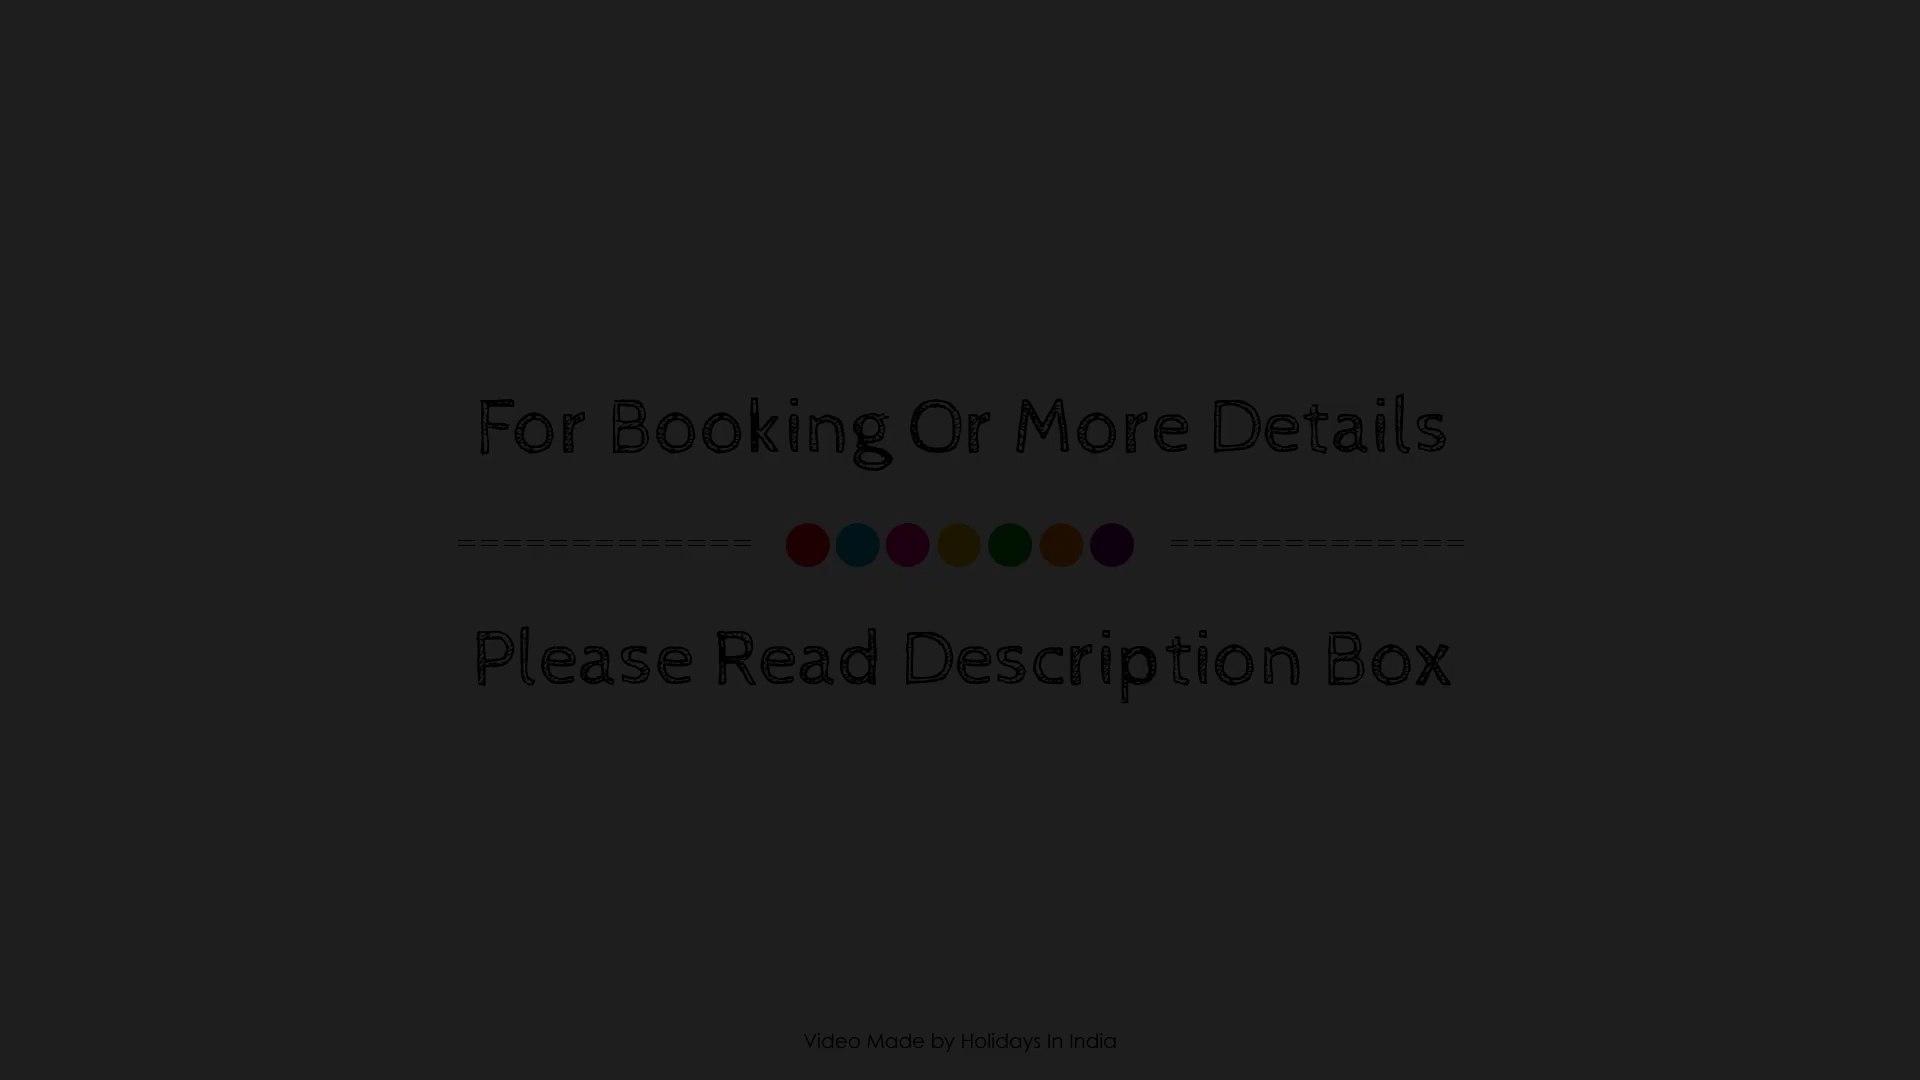 For Booking Or More Details
============= =============
Please Read Description Box
Video Made by Holidays In India